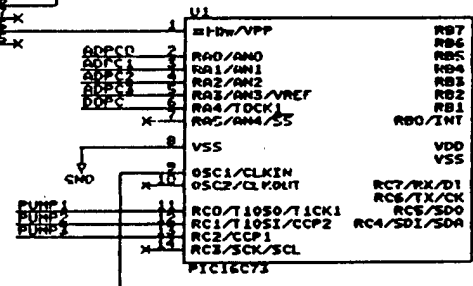 U1
1 /VPP RB7
RB6
ADPC0 2 RA0/AN0 RB5
ADPC1 3 RA1/AN1 RB4
ADPC2 4 RA2/AN2 RB3
ADPC3 5 RA3/AN3/VREF RB2
DOPC 6 RA4/TOCK1 RB1
7 RA5/AN4/SS RB0/INT
8 VSS VDD
VSS
GND
9 OSC1/CLKIN
10 OSC2/CLKOUT RC7/RX/DT
RC6/TX/CK
PUMP1 11 RC0/T1OSO/T1CK1 RC5/SDO
PUMP2 12 RC1/T1OSI/CCP2 RC4/SDI/SDA
PUMP3 13 RC2/CCP1
14 RC3/SCK/SCL
PIC16C73